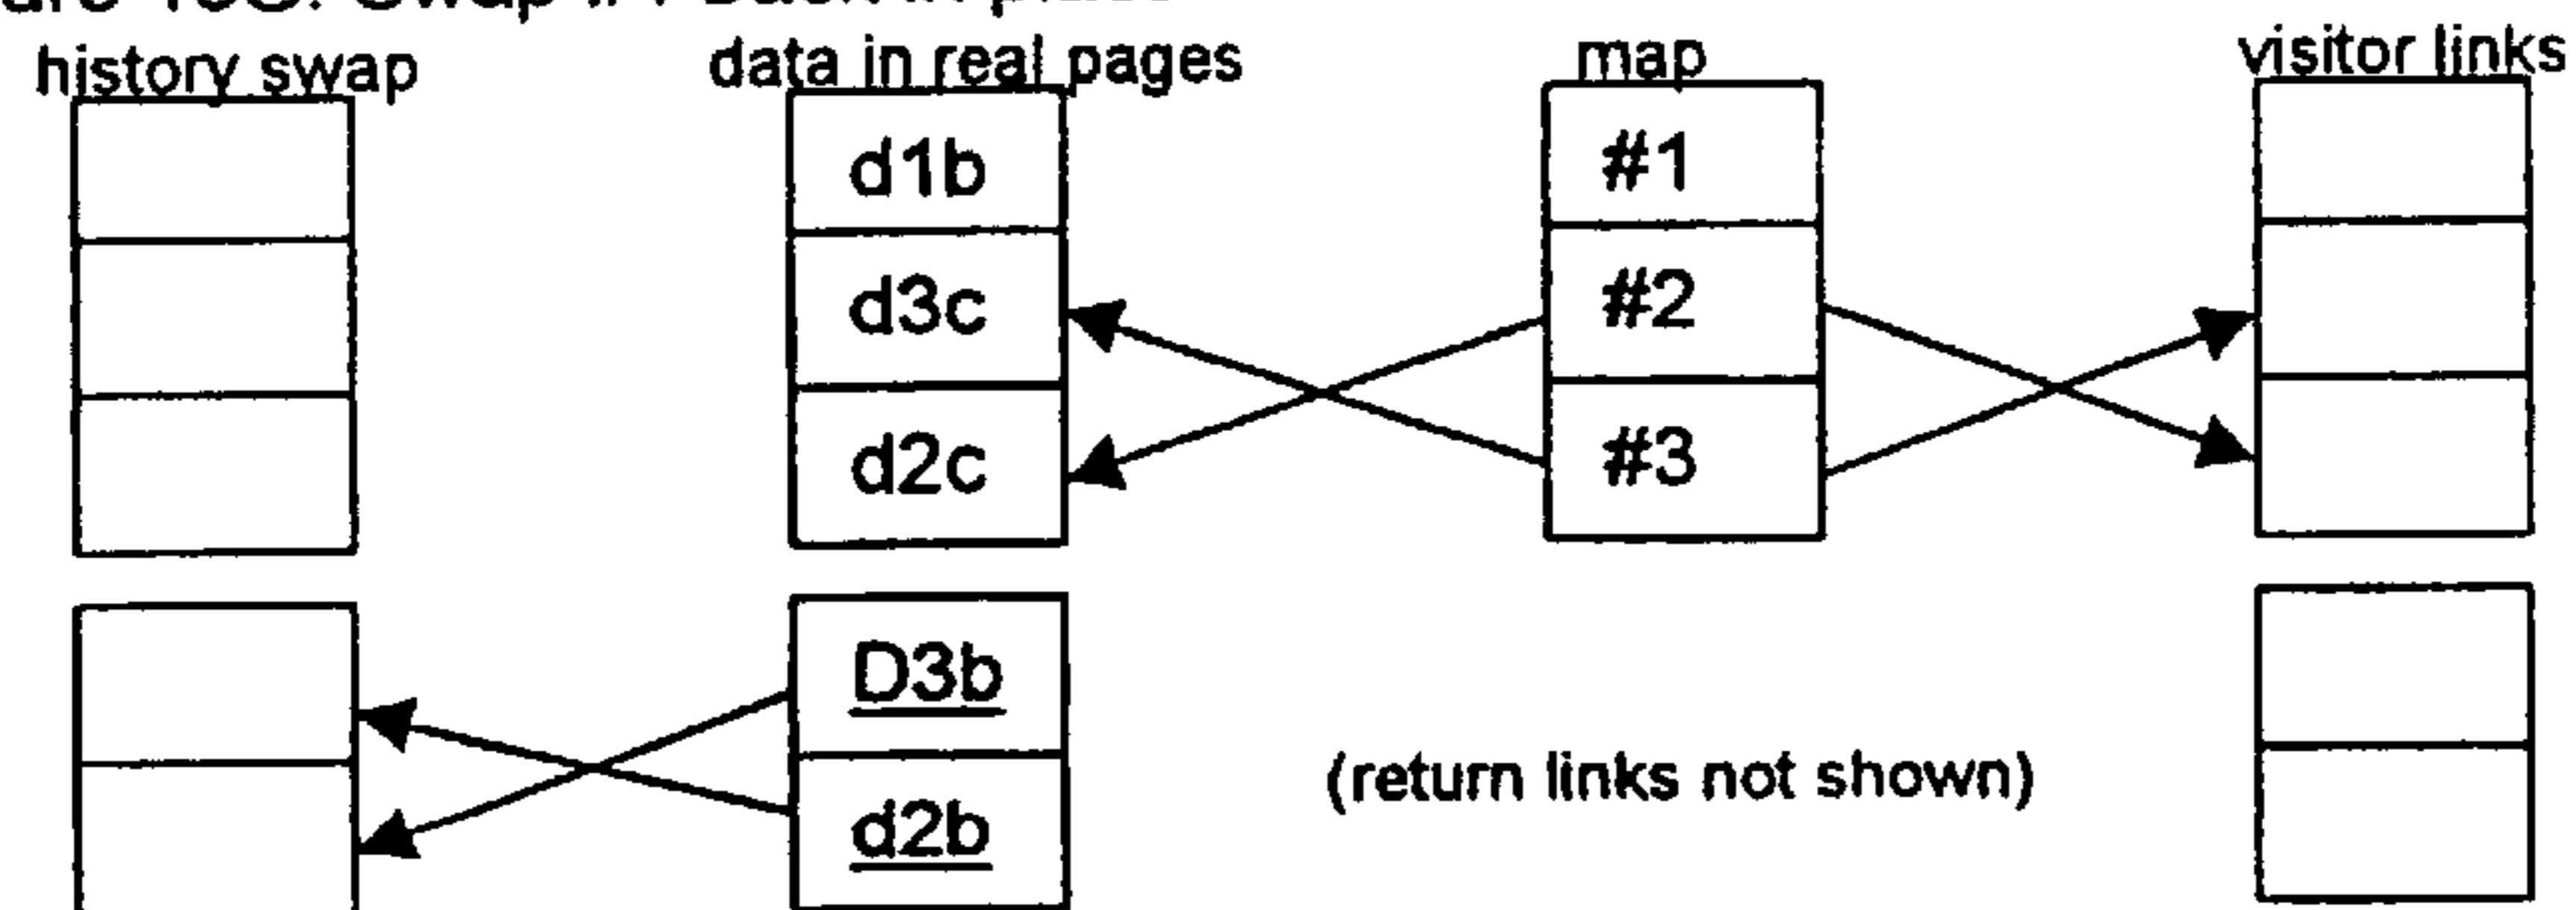 history swap
data in real pages
map
visitor links
d1b
#1
d3c
#2
d2c
#3
D3b
d2b
(return links not shown)